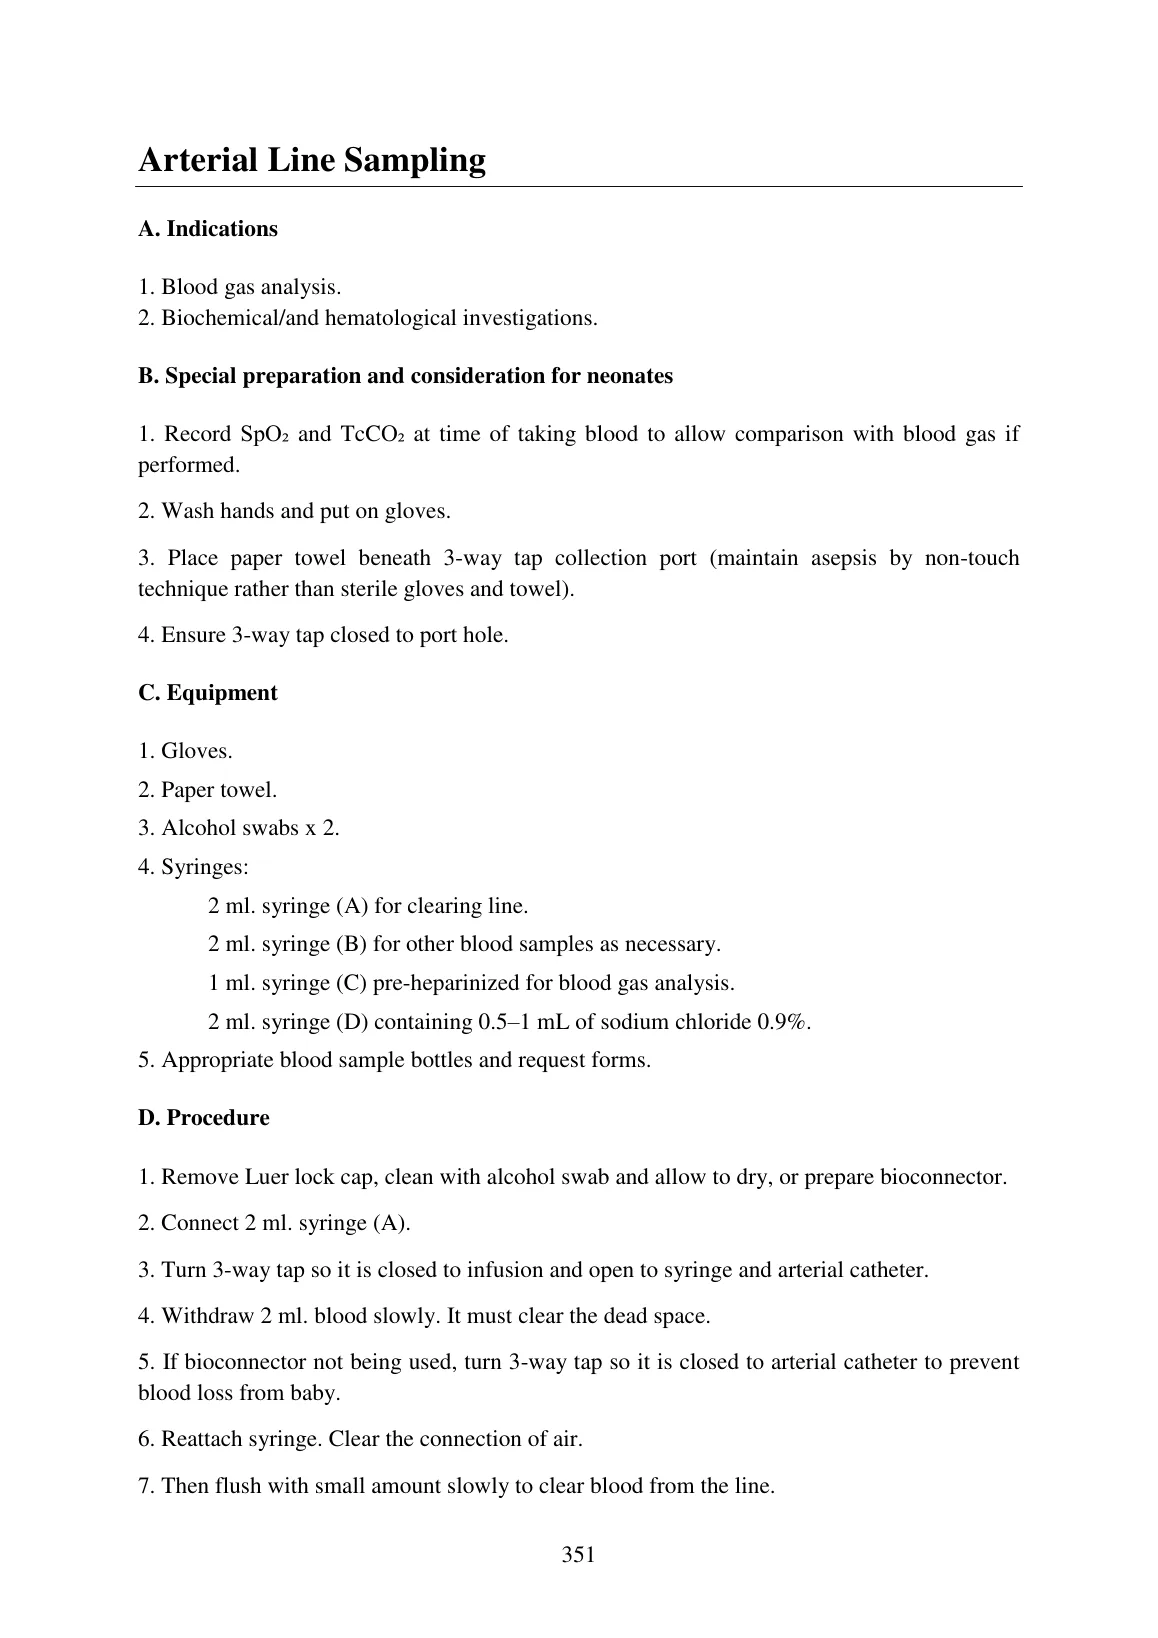 Arterial Line Sampling
A. Indications
1. Blood gas analysis.
2. Biochemical/and hematological investigations.
B. Special preparation and consideration for neonates
1. Record SpO₂ and TcCO₂ at time of taking blood to allow comparison with blood gas if
performed.
2. Wash hands and put on gloves.
3. Place paper towel beneath 3-way tap collection port (maintain asepsis by non-touch
technique rather than sterile gloves and towel).
4. Ensure 3-way tap closed to port hole.
C. Equipment
1. Gloves.
2. Paper towel.
3. Alcohol swabs x 2.
4. Syringes:
2 ml. syringe (A) for clearing line.
2 ml. syringe (B) for other blood samples as necessary.
1 ml. syringe (C) pre-heparinized for blood gas analysis.
2 ml. syringe (D) containing 0.5–1 mL of sodium chloride 0.9%.
5. Appropriate blood sample bottles and request forms.
D. Procedure
1. Remove Luer lock cap, clean with alcohol swab and allow to dry, or prepare bioconnector.
2. Connect 2 ml. syringe (A).
3. Turn 3-way tap so it is closed to infusion and open to syringe and arterial catheter.
4. Withdraw 2 ml. blood slowly. It must clear the dead space.
5. If bioconnector not being used, turn 3-way tap so it is closed to arterial catheter to prevent
blood loss from baby.
6. Reattach syringe. Clear the connection of air.
7. Then flush with small amount slowly to clear blood from the line.
351